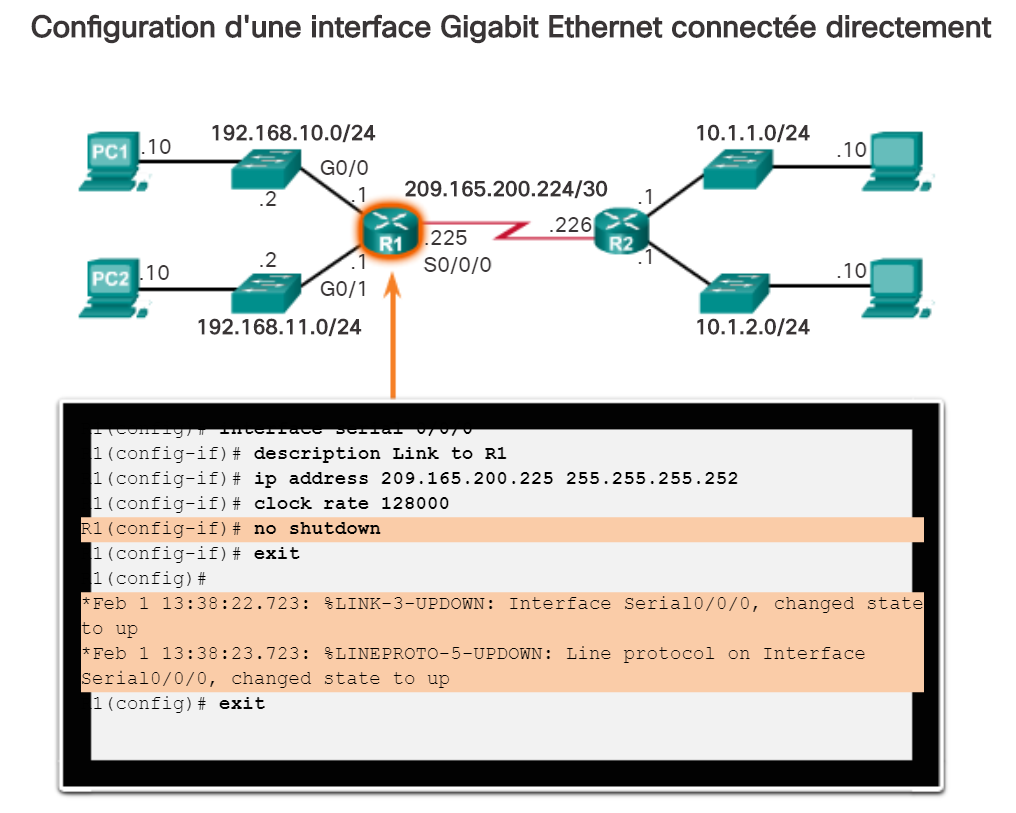 Configuration d'une interface Gigabit Ethernet connectée directement
192.168.10.0/24
10.1.1.0/24
PC1
.10
.10
G0/0
.2
.1
209.165.200.224/30
.1
.225
.226
R1
R2
S0/0/0
.2
.1
.1
PC2
.10
.10
G0/1
192.168.11.0/24
10.1.2.0/24
1(config)# interface serial 0/0/0
1(config-if)# description Link to R1
1(config-if)# ip address 209.165.200.225 255.255.255.252
1(config-if)# clock rate 128000
R1(config-if)# no shutdown
1(config-if)# exit
1(config)#
*Feb 1 13:38:22.723: %LINK-3-UPDOWN: Interface Serial0/0/0, changed state
to up
*Feb 1 13:38:23.723: %LINEPROTO-5-UPDOWN: Line protocol on Interface
Serial0/0/0, changed state to up
1(config)# exit